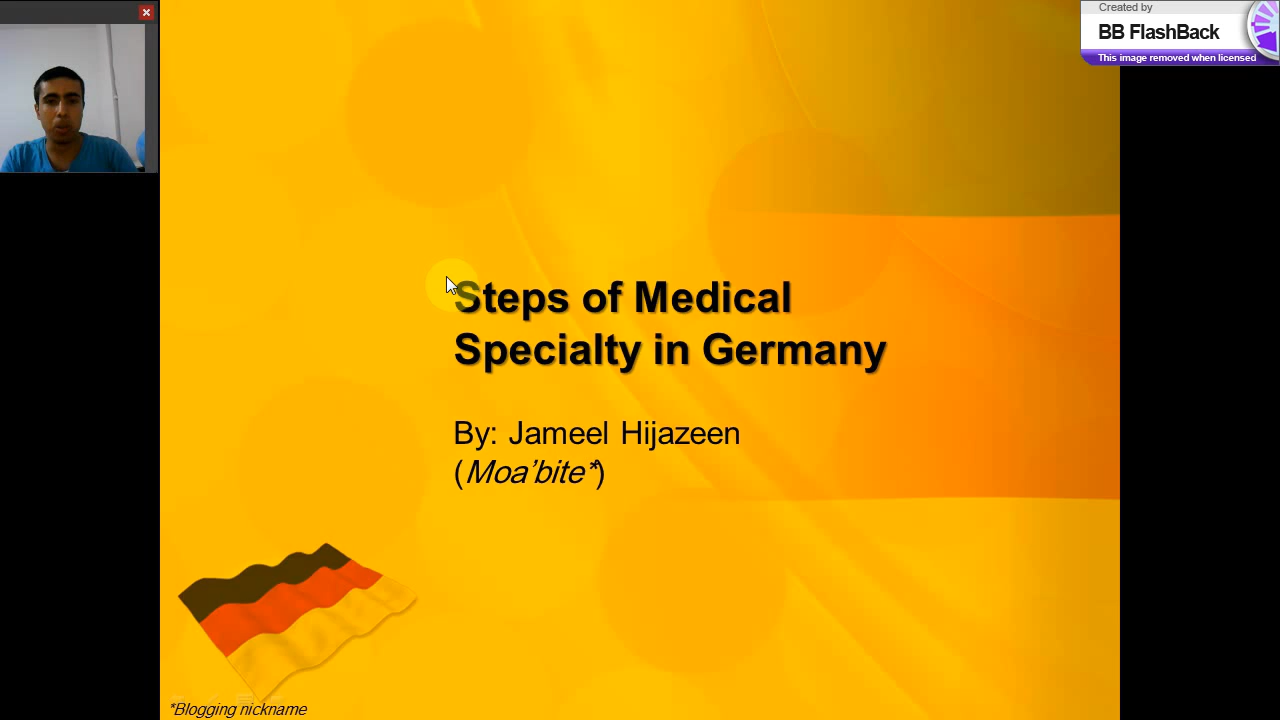 Created by
BB FlashBack
This image removed when licensed
Steps of Medical
Specialty in Germany
By: Jameel Hijazeen
(Moa'bite*)
*Blogging nickname